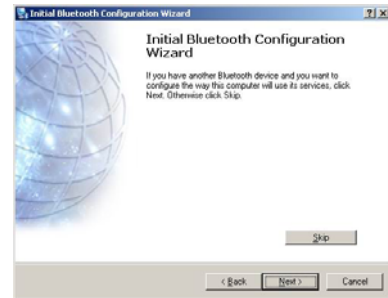 Initial Bluetooth Configuration Wizard
Initial Bluetooth Configuration
Wizard
If you have another Bluetooth device and you want to
configure the way this computer will use its services, click
Next. Otherwise click Skip.
Skip
< Back Next > Cancel